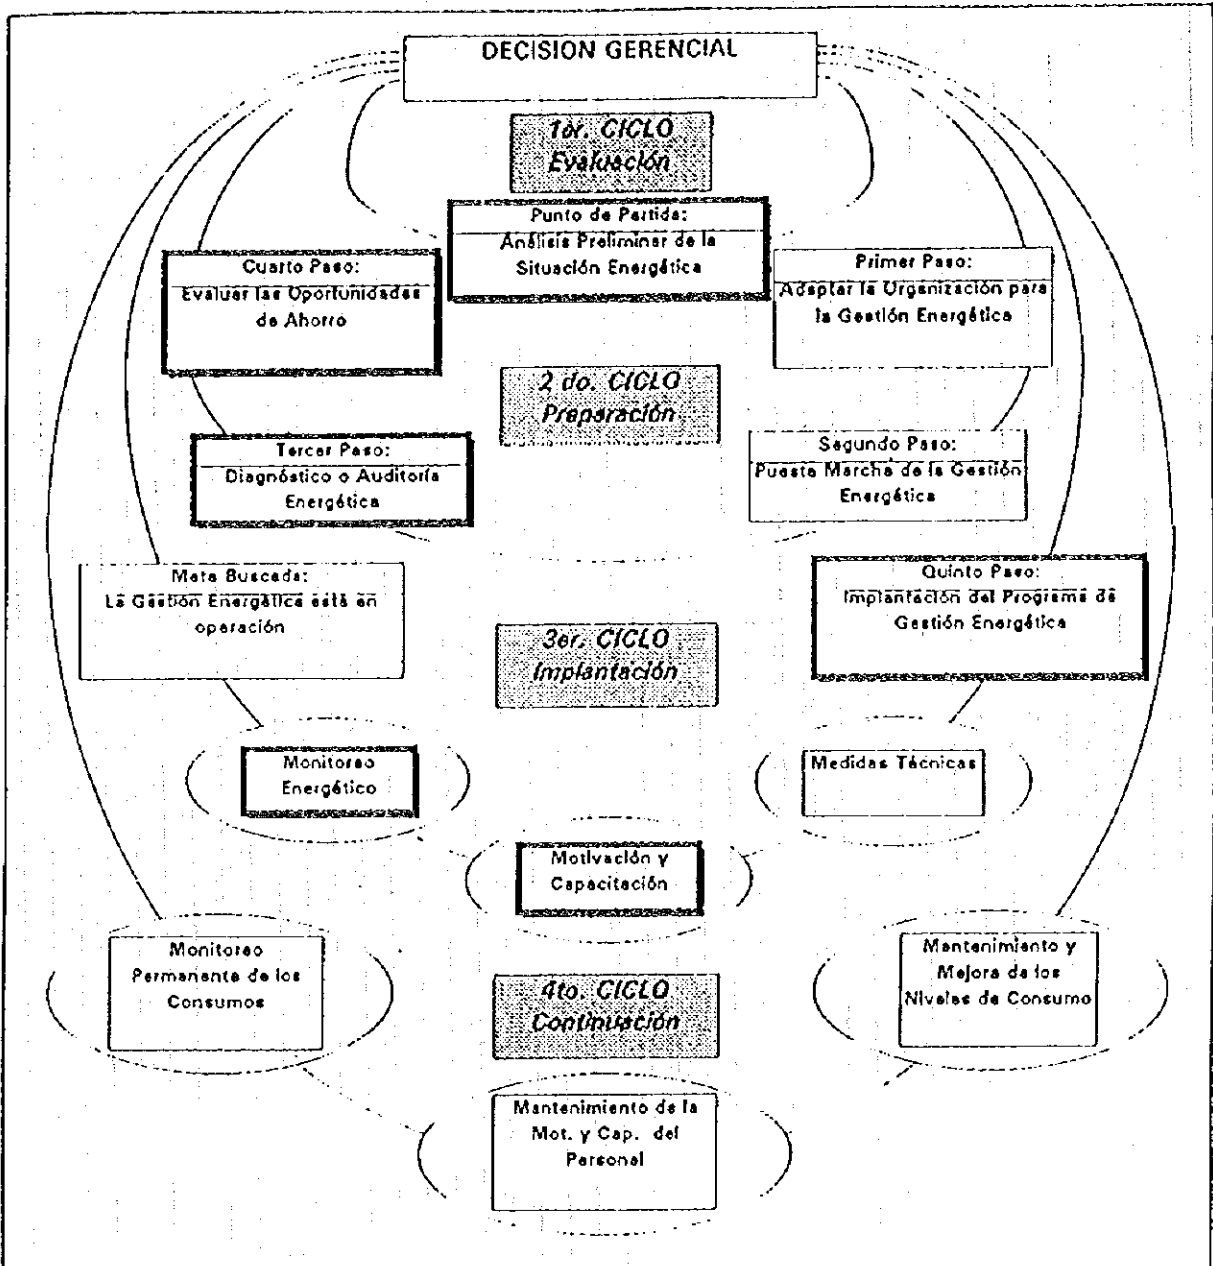 DECISION GERENCIAL
1er. CICLO
Evaluación
Punto de Partida:
Análisis Preliminar de la
Situación Energética
Cuarto Paso:
Evaluar las Oportunidades
de Ahorro
Primer Paso:
Adaptar la Organización para
la Gestión Energética
2 do. CICLO
Preparación
Tercer Paso:
Diagnóstico o Auditoría
Energética
Segundo Paso:
Puesta Marcha de la Gestión
Energética
Meta Buscada:
La Gestión Energética está en
operación
Quinto Paso:
Implantación del Programa de
Gestión Energética
3er. CICLO
Implantación
Monitoreo
Energético
Medidas Técnicas
Motivación y
Capacitación
Monitoreo
Permanente de los
Consumos
Mantenimiento y
Mejora de los
Niveles de Consumo
4to. CICLO
Continuación
Mantenimiento de la
Mot. y Cap. del
Personal